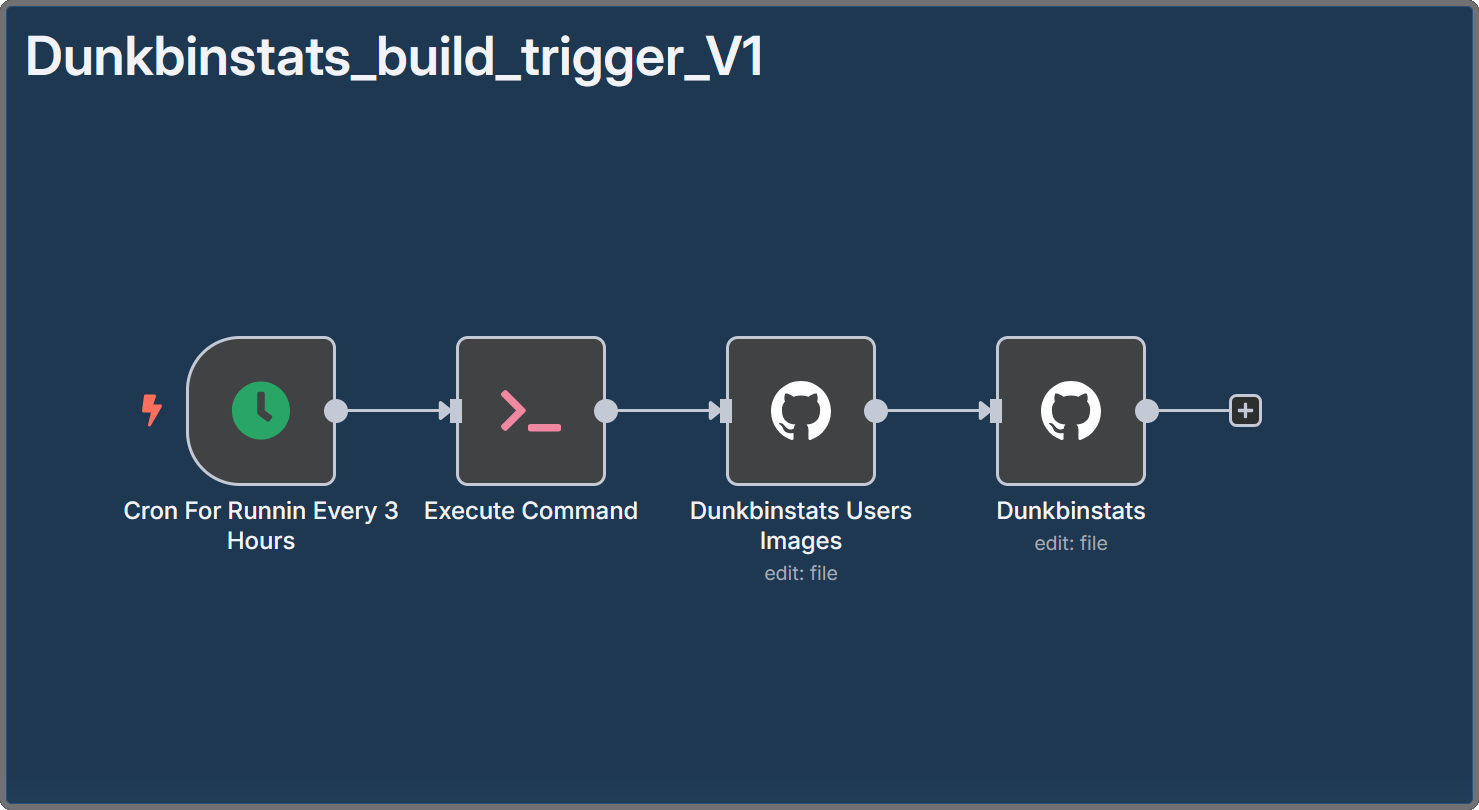 Dunkbinstats_build_trigger_V1
Cron For Runnin Every 3
Hours
Execute Command
Dunkbinstats Users
Images
edit: file
Dunkbinstats
edit: file